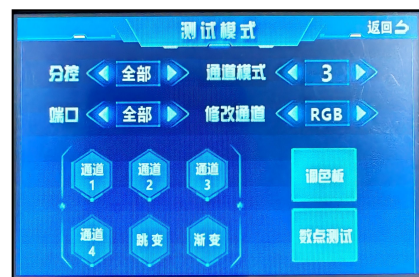 测试模式
返回
分控 全部 通道模式 3
端口 全部 修改通道 RGB
通道 1
通道 2
通道 3
调色板
通道 4
跳变
渐变
数点测试